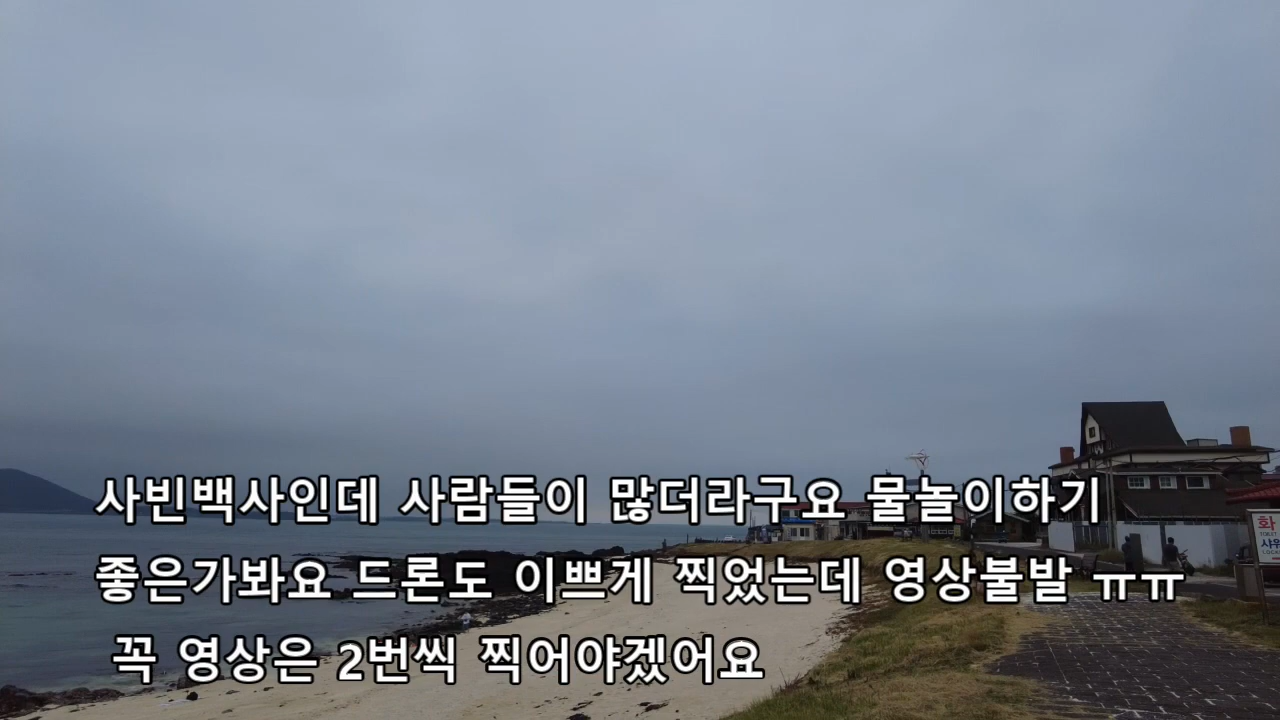 사빈백사인데 사람들이 많더라구요 물놀이하기
좋은가봐요 드론도 이쁘게 찍었는데 영상불발 ㅠㅠ
꼭 영상은 2번씩 찍어야겠어요
화